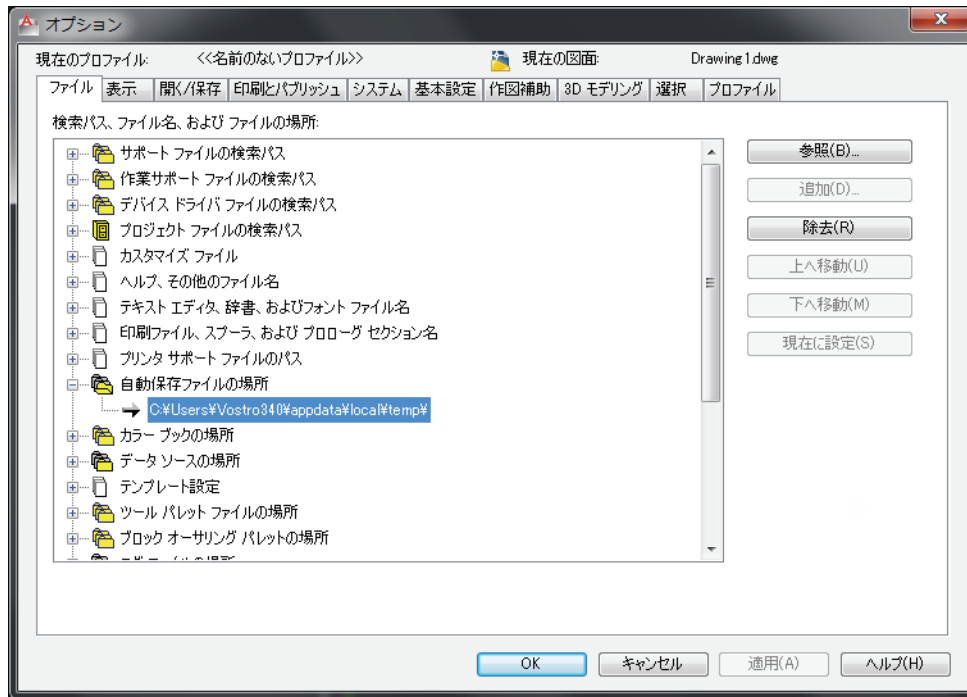 オプション
現在のプロファイル: <<名前のないプロファイル>> 現在の図面: Drawing1.dwg
ファイル 表示 開く/保存 印刷とパブリッシュ システム 基本設定 作図補助 3D モデリング 選択 プロファイル
検索パス、ファイル名、および ファイルの場所:
サポート ファイルの検索パス
作業サポート ファイルの検索パス
デバイス ドライバ ファイルの検索パス
プロジェクト ファイルの検索パス
カスタマイズ ファイル
ヘルプ、その他のファイル名
テキスト エディタ、辞書、およびフォント ファイル名
印刷ファイル、スプーラ、および プロローグ セクション名
プリンタ サポート ファイルのパス
自動保存ファイルの場所
C:¥Users¥Vostro340¥appdata¥local¥temp¥
カラー ブックの場所
データ ソースの場所
テンプレート設定
ツール パレット ファイルの場所
ブロック オーサリング パレットの場所
参照(B)...
追加(D)...
除去(R)
上へ移動(U)
下へ移動(M)
現在に設定(S)
OK キャンセル 適用(A) ヘルプ(H)